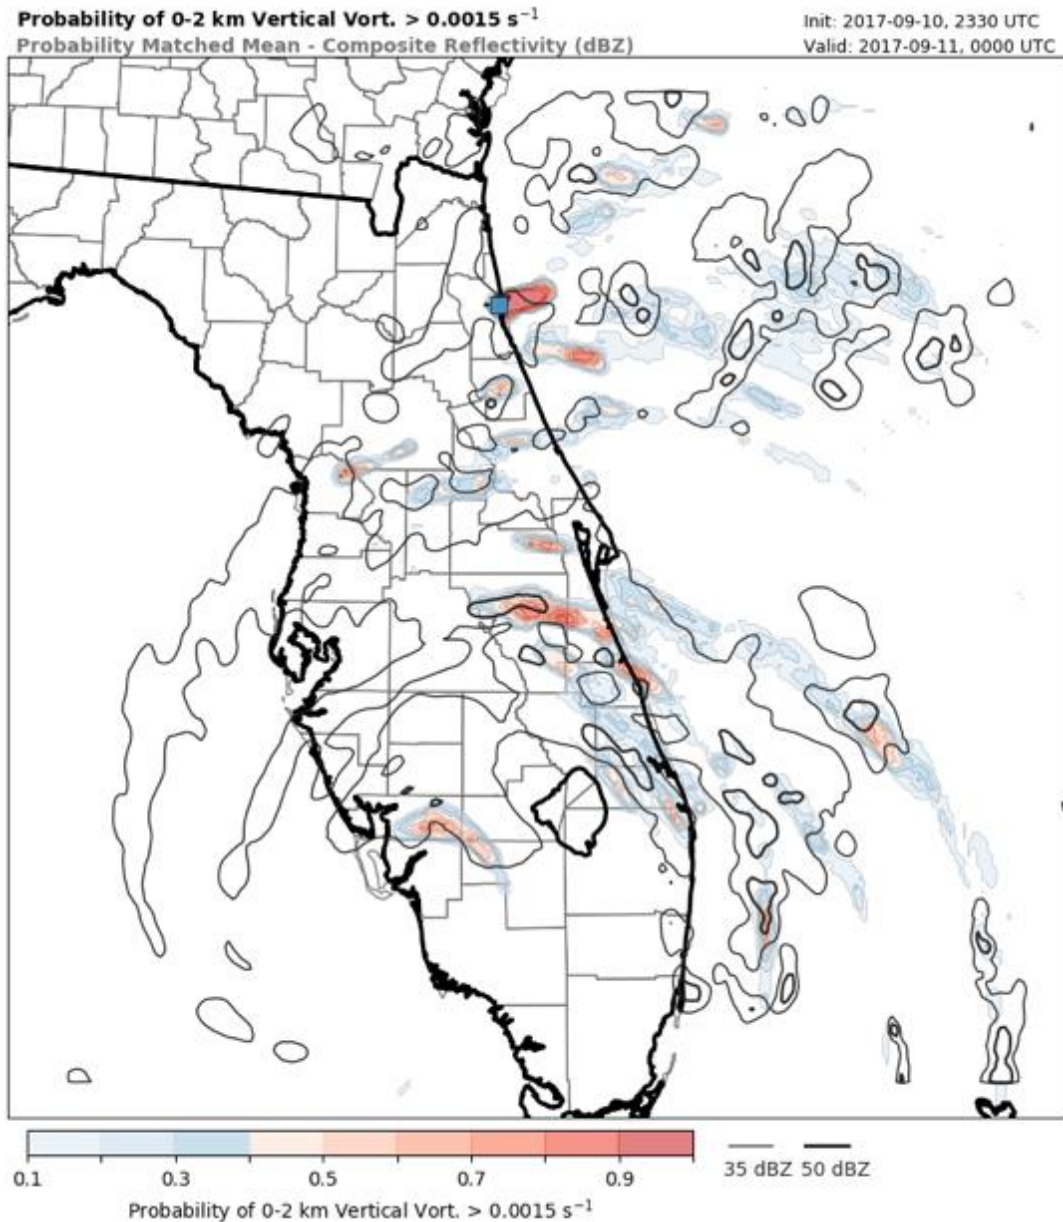 Probability of 0-2 km Vertical Vort. > 0.0015 s⁻¹
Probability Matched Mean - Composite Reflectivity (dBZ)
Init: 2017-09-10, 2330 UTC
Valid: 2017-09-11, 0000 UTC
0.1 0.3 0.5 0.7 0.9
35 dBZ 50 dBZ
Probability of 0-2 km Vertical Vort. > 0.0015 s⁻¹